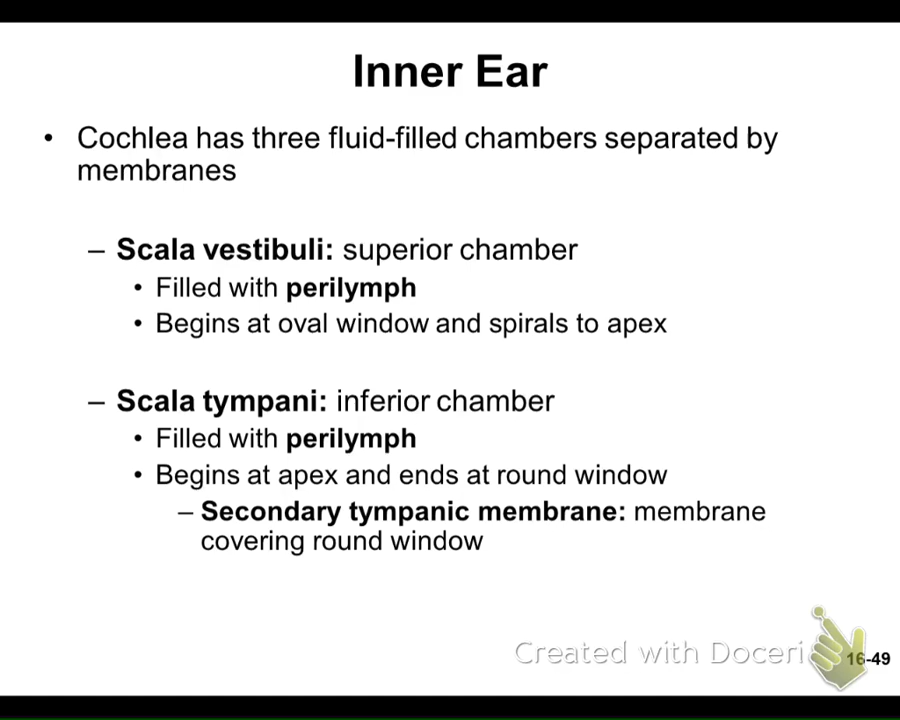 Inner Ear
• Cochlea has three fluid-filled chambers separated by
membranes
– Scala vestibuli: superior chamber
• Filled with perilymph
• Begins at oval window and spirals to apex
– Scala tympani: inferior chamber
• Filled with perilymph
• Begins at apex and ends at round window
– Secondary tympanic membrane: membrane
covering round window
Created with Doceri
16-49